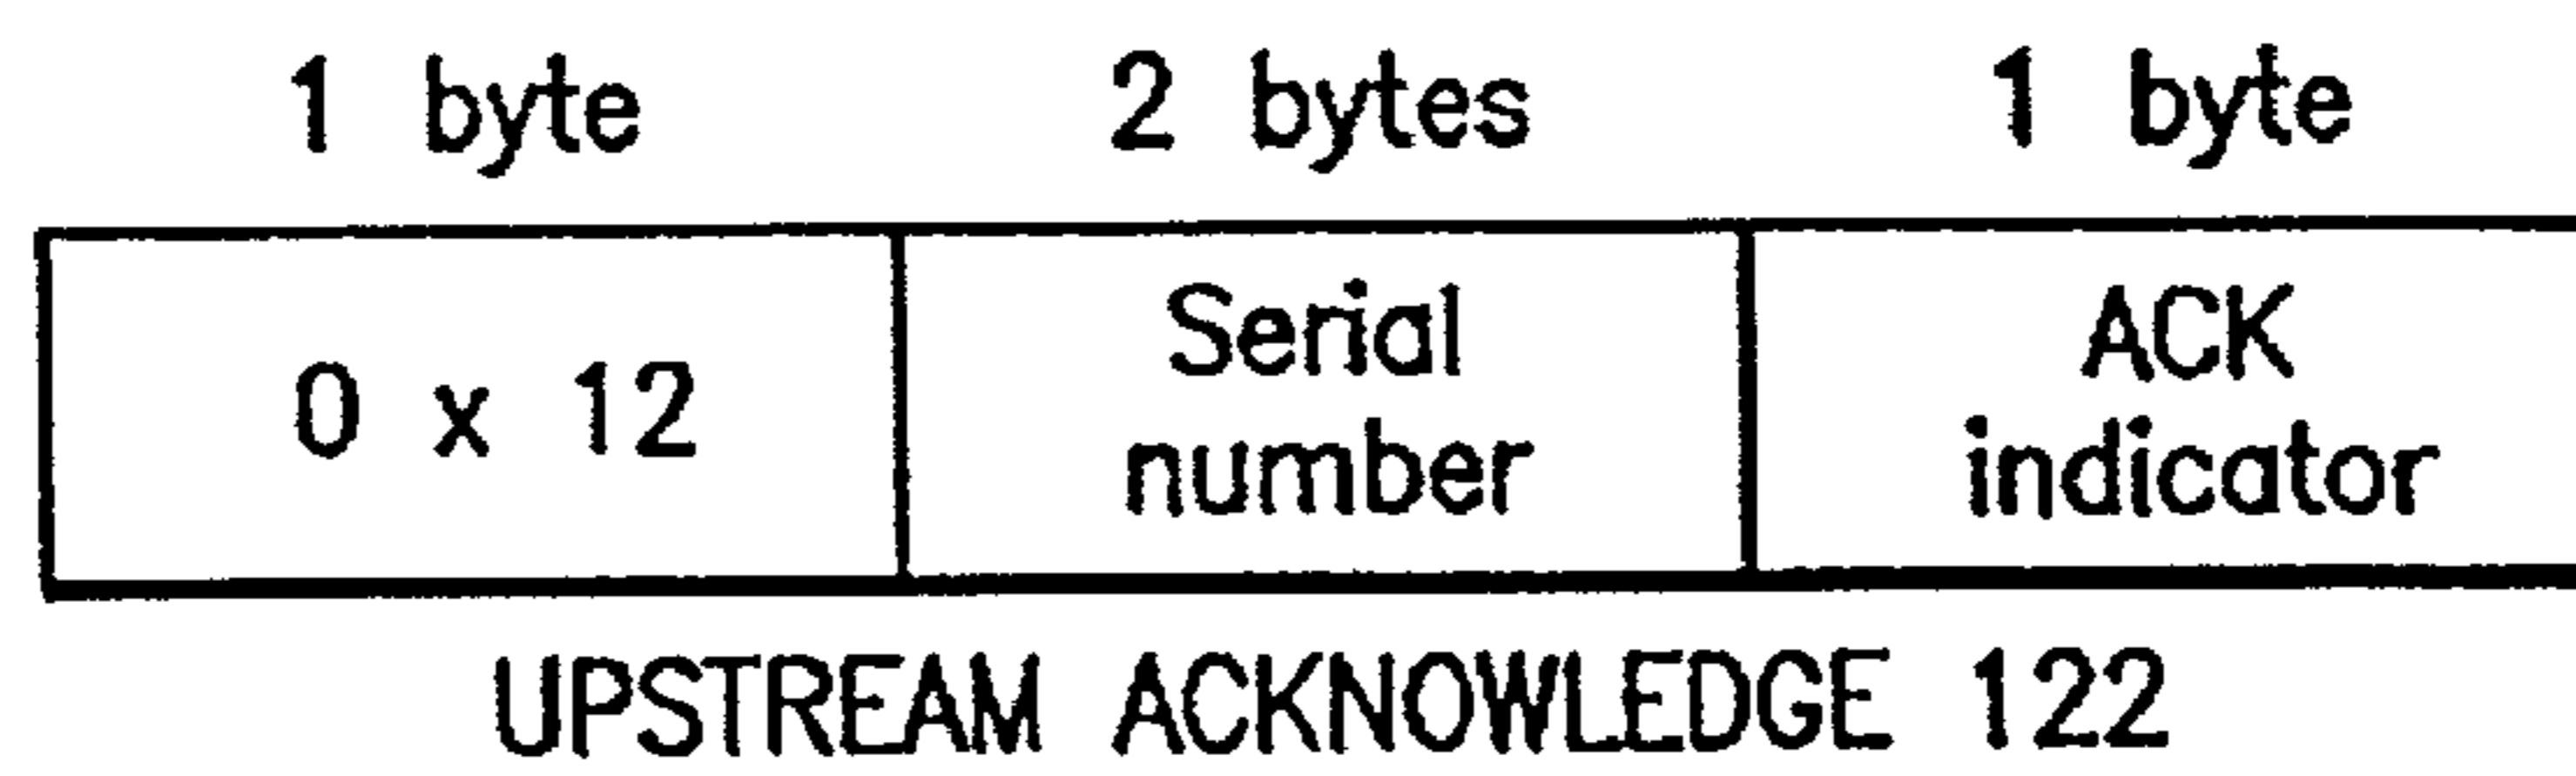 1 byte 2 bytes 1 byte
0 x 12 Serial number ACK indicator
UPSTREAM ACKNOWLEDGE 122